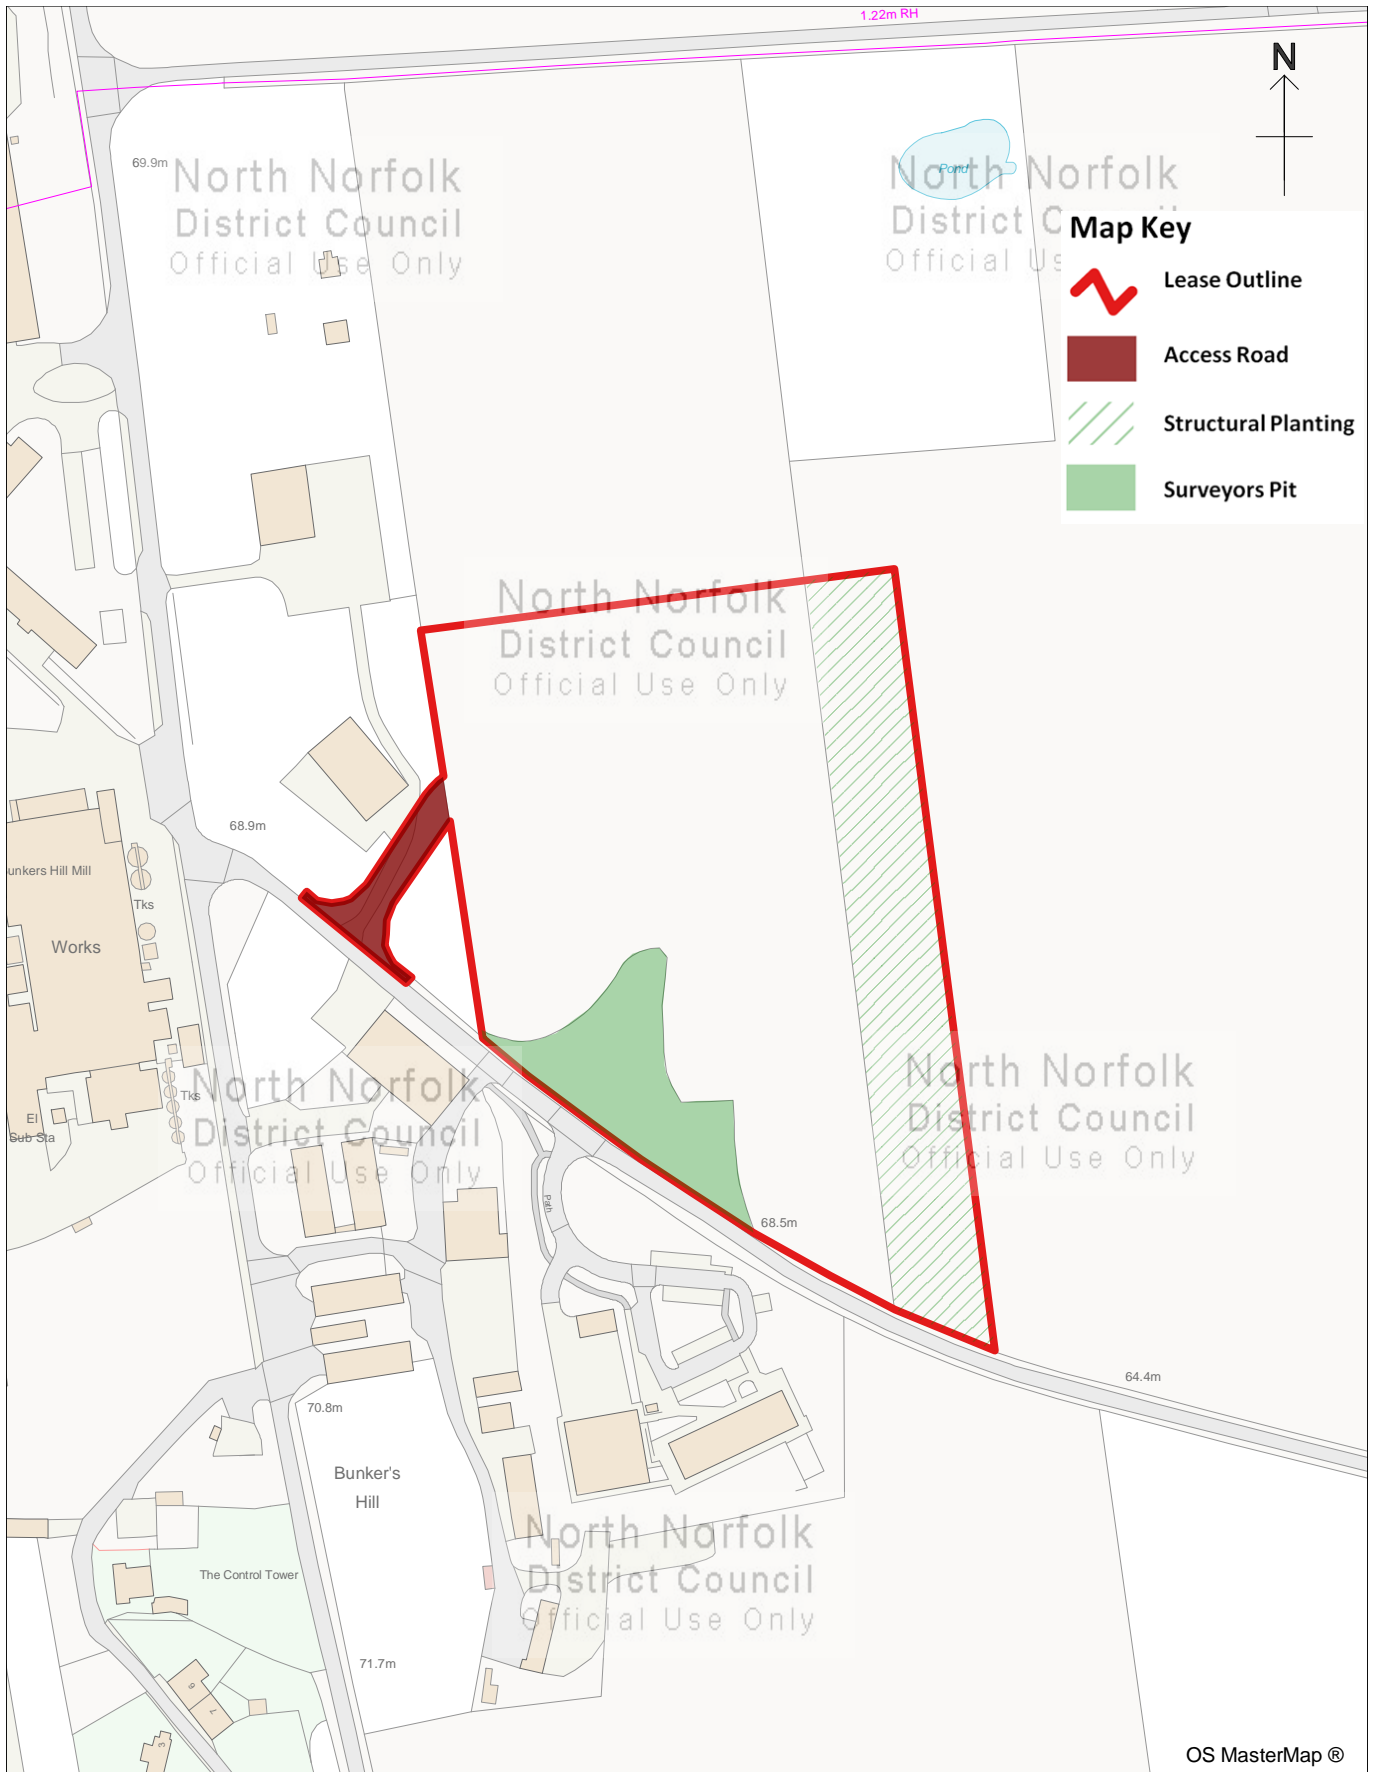 1.22m RH
N
69.9m
North Norfolk
District Council
Official Use Only
Pond
North Norfolk
District C
Official Us
Map Key
Lease Outline
Access Road
Structural Planting
Surveyors Pit
North Norfolk
District Council
Official Use Only
68.9m
unkers Hill Mill
Tks
Works
Tks
El
Sub Sta
North Norfolk
District Council
Official Use Only
North Norfolk
District Council
Official Use Only
Path
68.5m
64.4m
70.8m
Bunker's
Hill
North Norfolk
District Council
Official Use Only
The Control Tower
71.7m
6
7
3
OS MasterMap ®